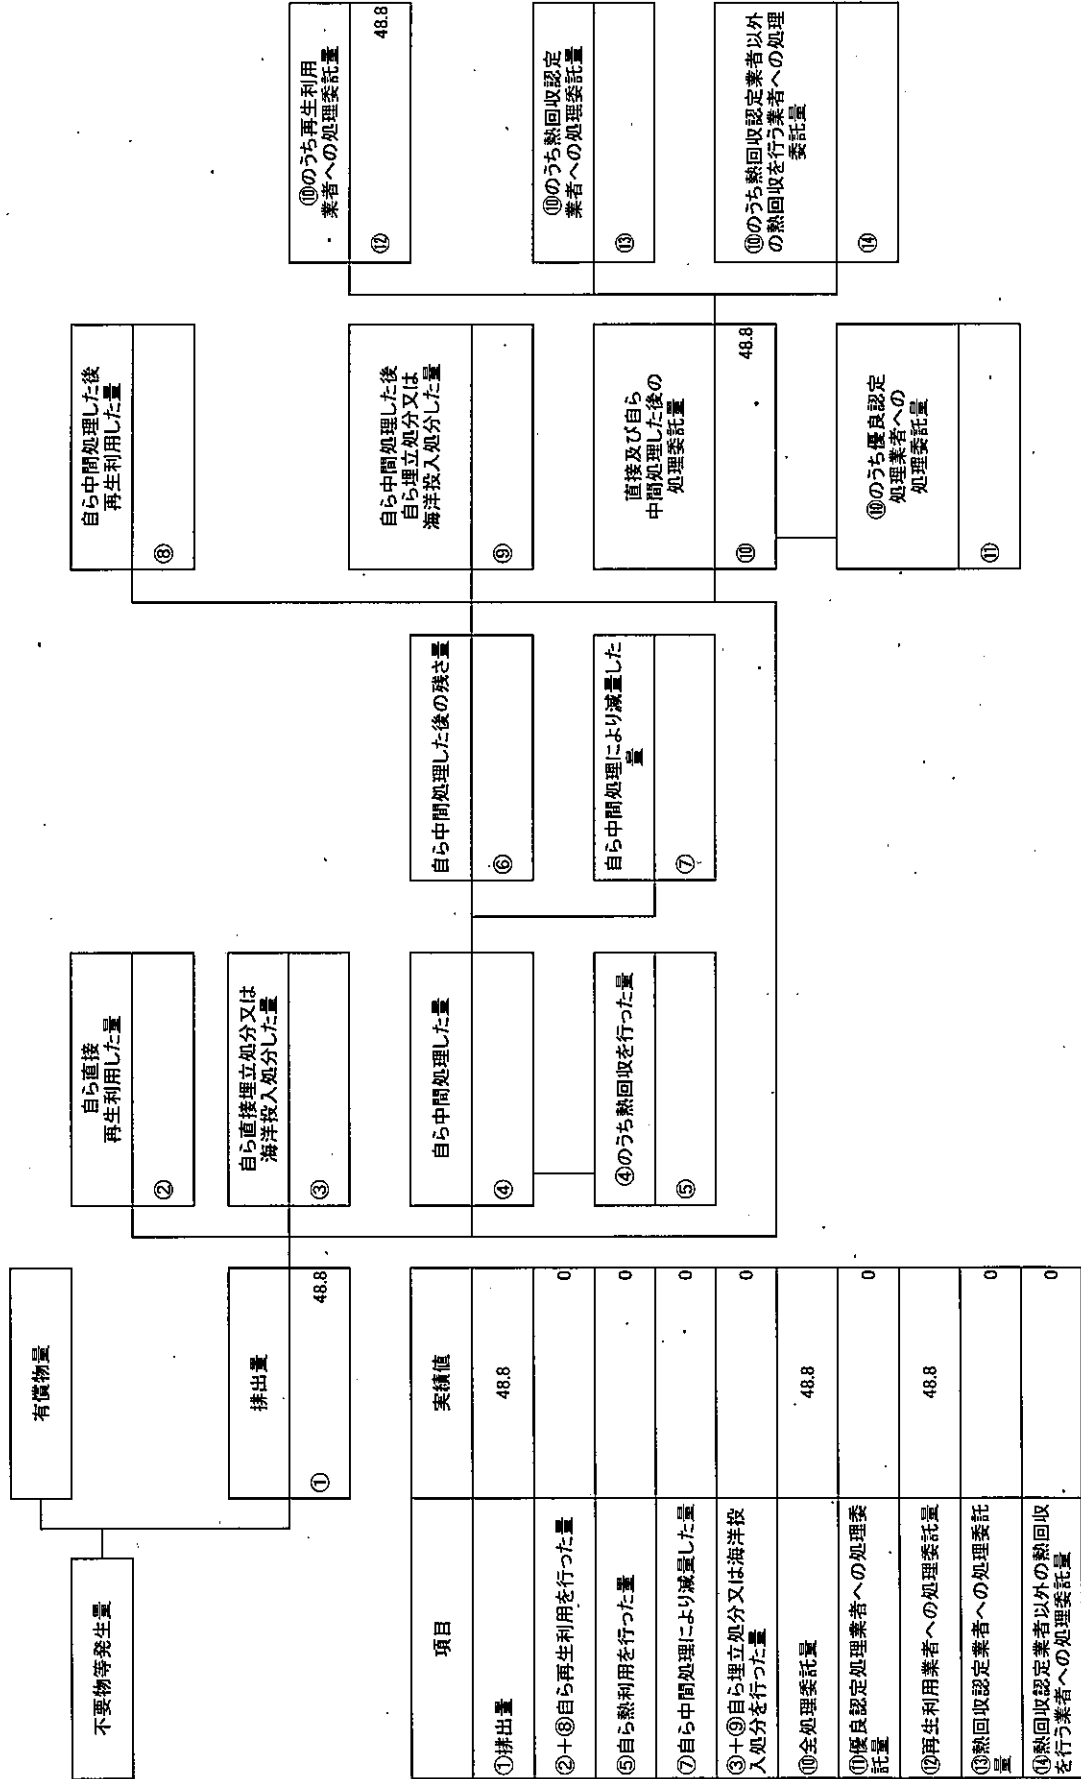 不要物等発生量
有償物量
排出量
① 48.8
自ら直接
再生利用した量
②
自ら直接埋立処分又は
海洋投入処分した量
③
自ら中間処理した量
④
④のうち熱回収を行った量
⑤
自ら中間処理した後の残さ量
⑥
自ら中間処理により減量した
量
⑦
自ら中間処理した後
再生利用した量
⑧
自ら中間処理した後
自ら埋立処分又は
海洋投入処分した量
⑨
直接及び自ら
中間処理した後の
処理委託量
⑩ 48.8
⑩のうち優良認定
処理業者への
処理委託量
⑪
⑩のうち再生利用
業者への処理委託量
⑫ 48.8
⑩のうち熱回収認定
業者への処理委託量
⑬
⑩のうち熱回収認定業者以外
の熱回収を行う業者への処理
委託量
⑭
項目 実績値
①排出量 48.8
②+⑧自ら再生利用を行った量 0
⑤自ら熱利用を行った量 0
⑦自ら中間処理により減量した量 0
③+⑨自ら埋立処分又は海洋投
入処分を行った量 0
⑩全処理委託量 48.8
⑪優良認定処理業者への処理委
託量 0
⑫再生利用業者への処理委託量 48.8
⑬熱回収認定業者への処理委託
量 0
⑭熱回収認定業者以外の熱回収
を行う業者への処理委託量 0